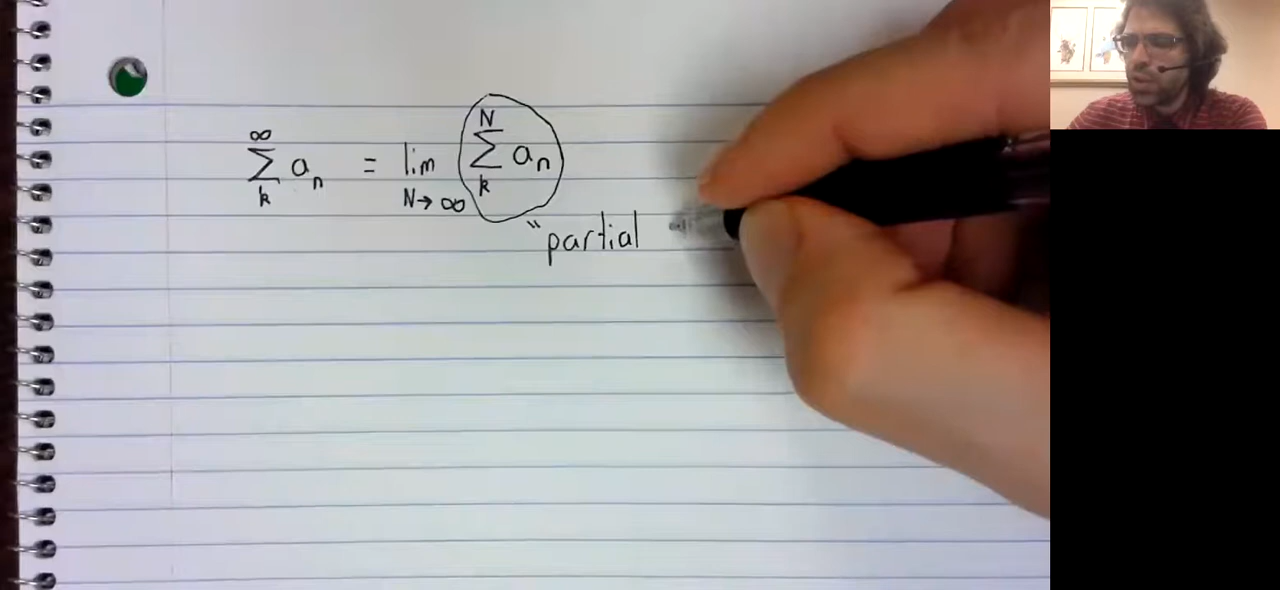 ∞ ∑ k aₙ = lim N→∞ N ∑ k aₙ
"partial